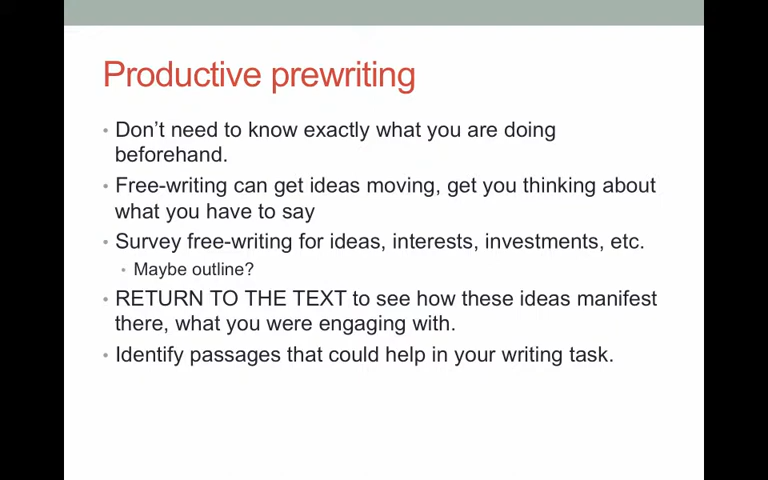 Productive prewriting
• Don’t need to know exactly what you are doing
beforehand.
• Free-writing can get ideas moving, get you thinking about
what you have to say
• Survey free-writing for ideas, interests, investments, etc.
• Maybe outline?
• RETURN TO THE TEXT to see how these ideas manifest
there, what you were engaging with.
• Identify passages that could help in your writing task.